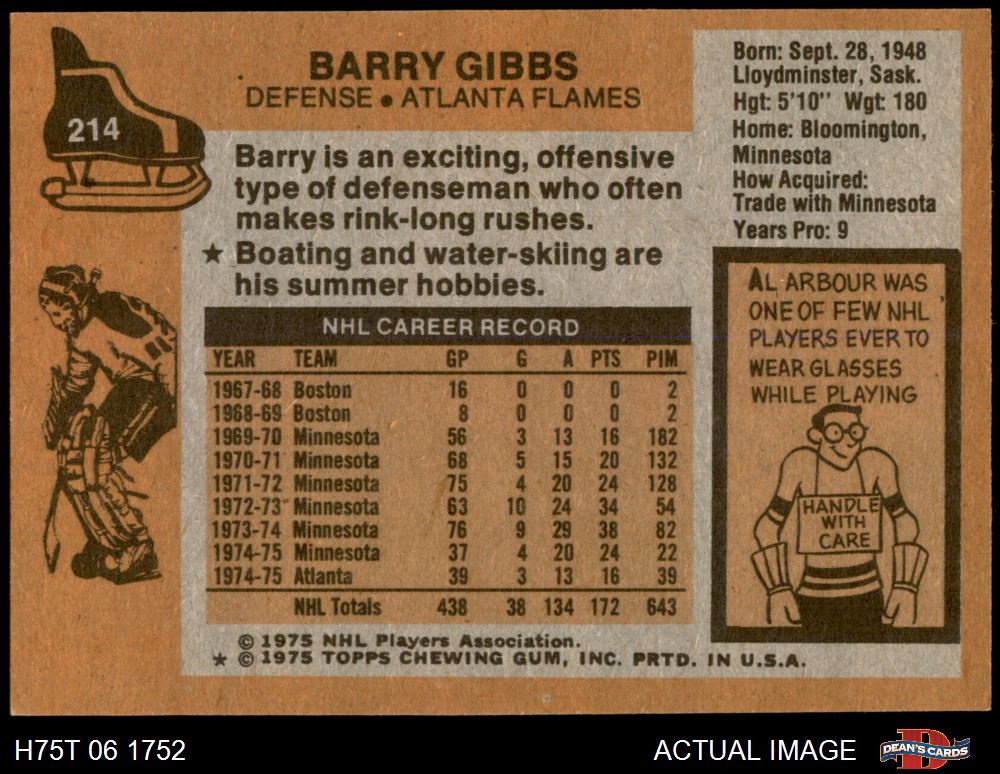 214
BARRY GIBBS
DEFENSE • ATLANTA FLAMES
Barry is an exciting, offensive
type of defenseman who often
makes rink-long rushes.
★ Boating and water-skiing are
his summer hobbies.
Born: Sept. 28, 1948
Lloydminster, Sask.
Hgt: 5'10" Wgt: 180
Home: Bloomington,
Minnesota
How Acquired:
Trade with Minnesota
Years Pro: 9
NHL CAREER RECORD
YEAR TEAM GP G A PTS PIM
1967-68 Boston 16 0 0 0 2
1968-69 Boston 8 0 0 0 2
1969-70 Minnesota 56 3 13 16 182
1970-71 Minnesota 68 5 15 20 132
1971-72 Minnesota 75 4 20 24 128
1972-73 Minnesota 63 10 24 34 54
1973-74 Minnesota 76 9 29 38 82
1974-75 Minnesota 37 4 20 24 22
1974-75 Atlanta 39 3 13 16 39
NHL Totals 438 38 134 172 643
AL ARBOUR WAS
ONE OF FEW NHL
PLAYERS EVER TO
WEAR GLASSES
WHILE PLAYING
HANDLE
WITH
CARE
© 1975 NHL Players Association.
★ © 1975 TOPPS CHEWING GUM, INC. PRTD. IN U.S.A.
H75T 06 1752
ACTUAL IMAGE
DEAN'S CARDS